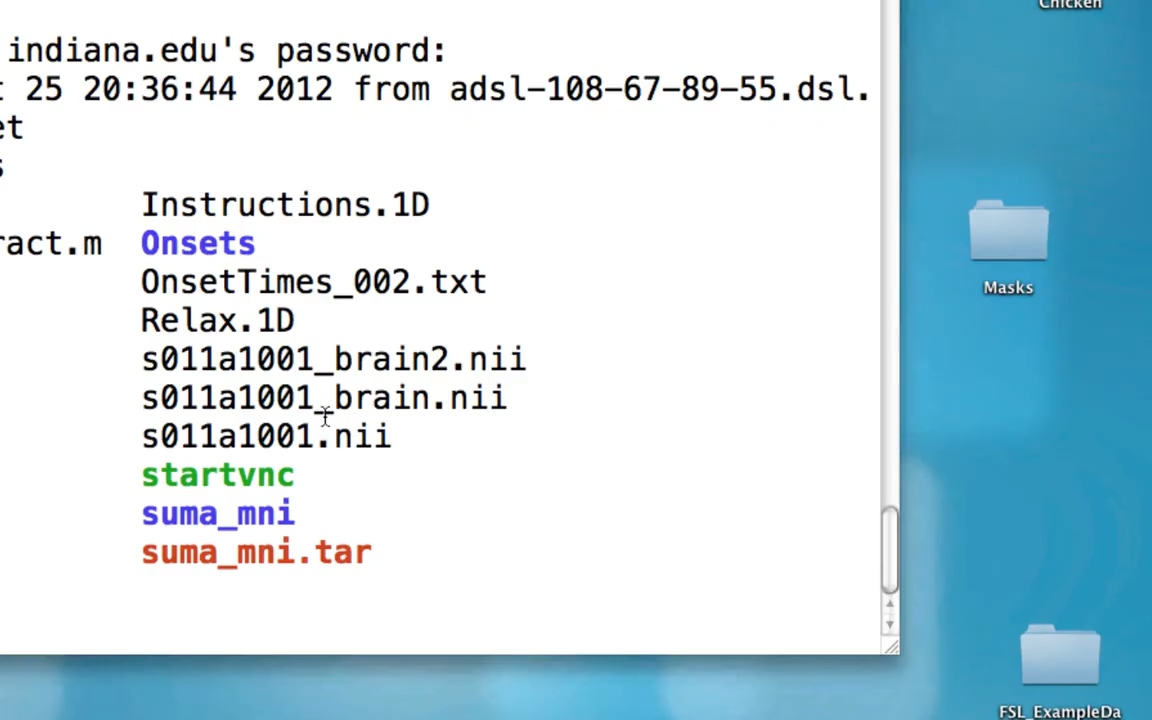 Chicken
indiana.edu's password:
25 20:36:44 2012 from adsl-108-67-89-55.dsl.
et
s
Instructions.1D
ract.m Onsets
OnsetTimes_002.txt
Relax.1D
s011a1001_brain2.nii
s011a1001_brain.nii
s011a1001.nii
startvnc
suma_mni
suma_mni.tar
Masks
FSL_ExampleDa